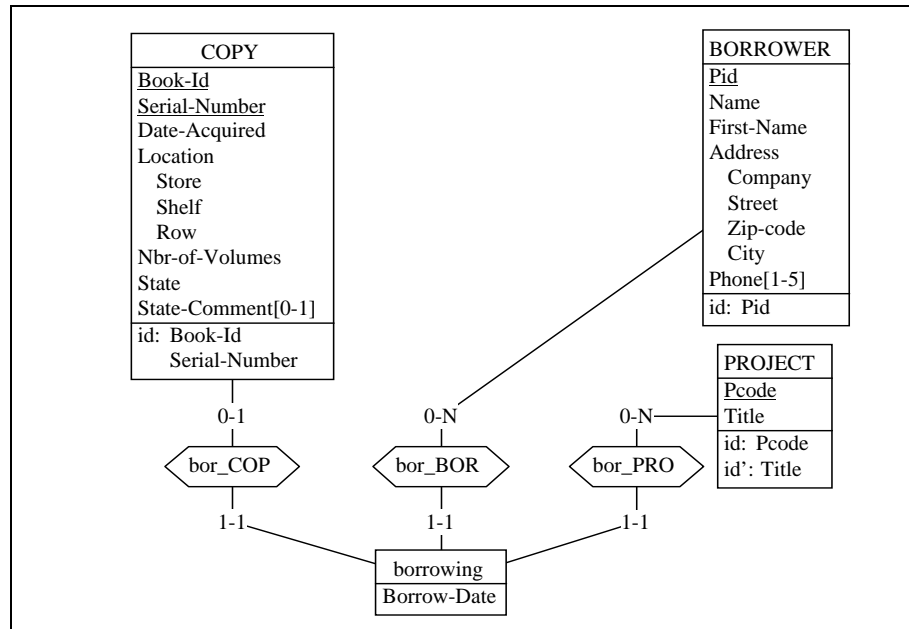 COPY
Book-Id
Serial-Number
Date-Acquired
Location
Store
Shelf
Row
Nbr-of-Volumes
State
State-Comment[0-1]
id: Book-Id
Serial-Number
BORROWER
Pid
Name
First-Name
Address
Company
Street
Zip-code
City
Phone[1-5]
id: Pid
PROJECT
Pcode
Title
id: Pcode
id’: Title
0-1
0-N
0-N
bor_COP
bor_BOR
bor_PRO
1-1
1-1
1-1
borrowing
Borrow-Date